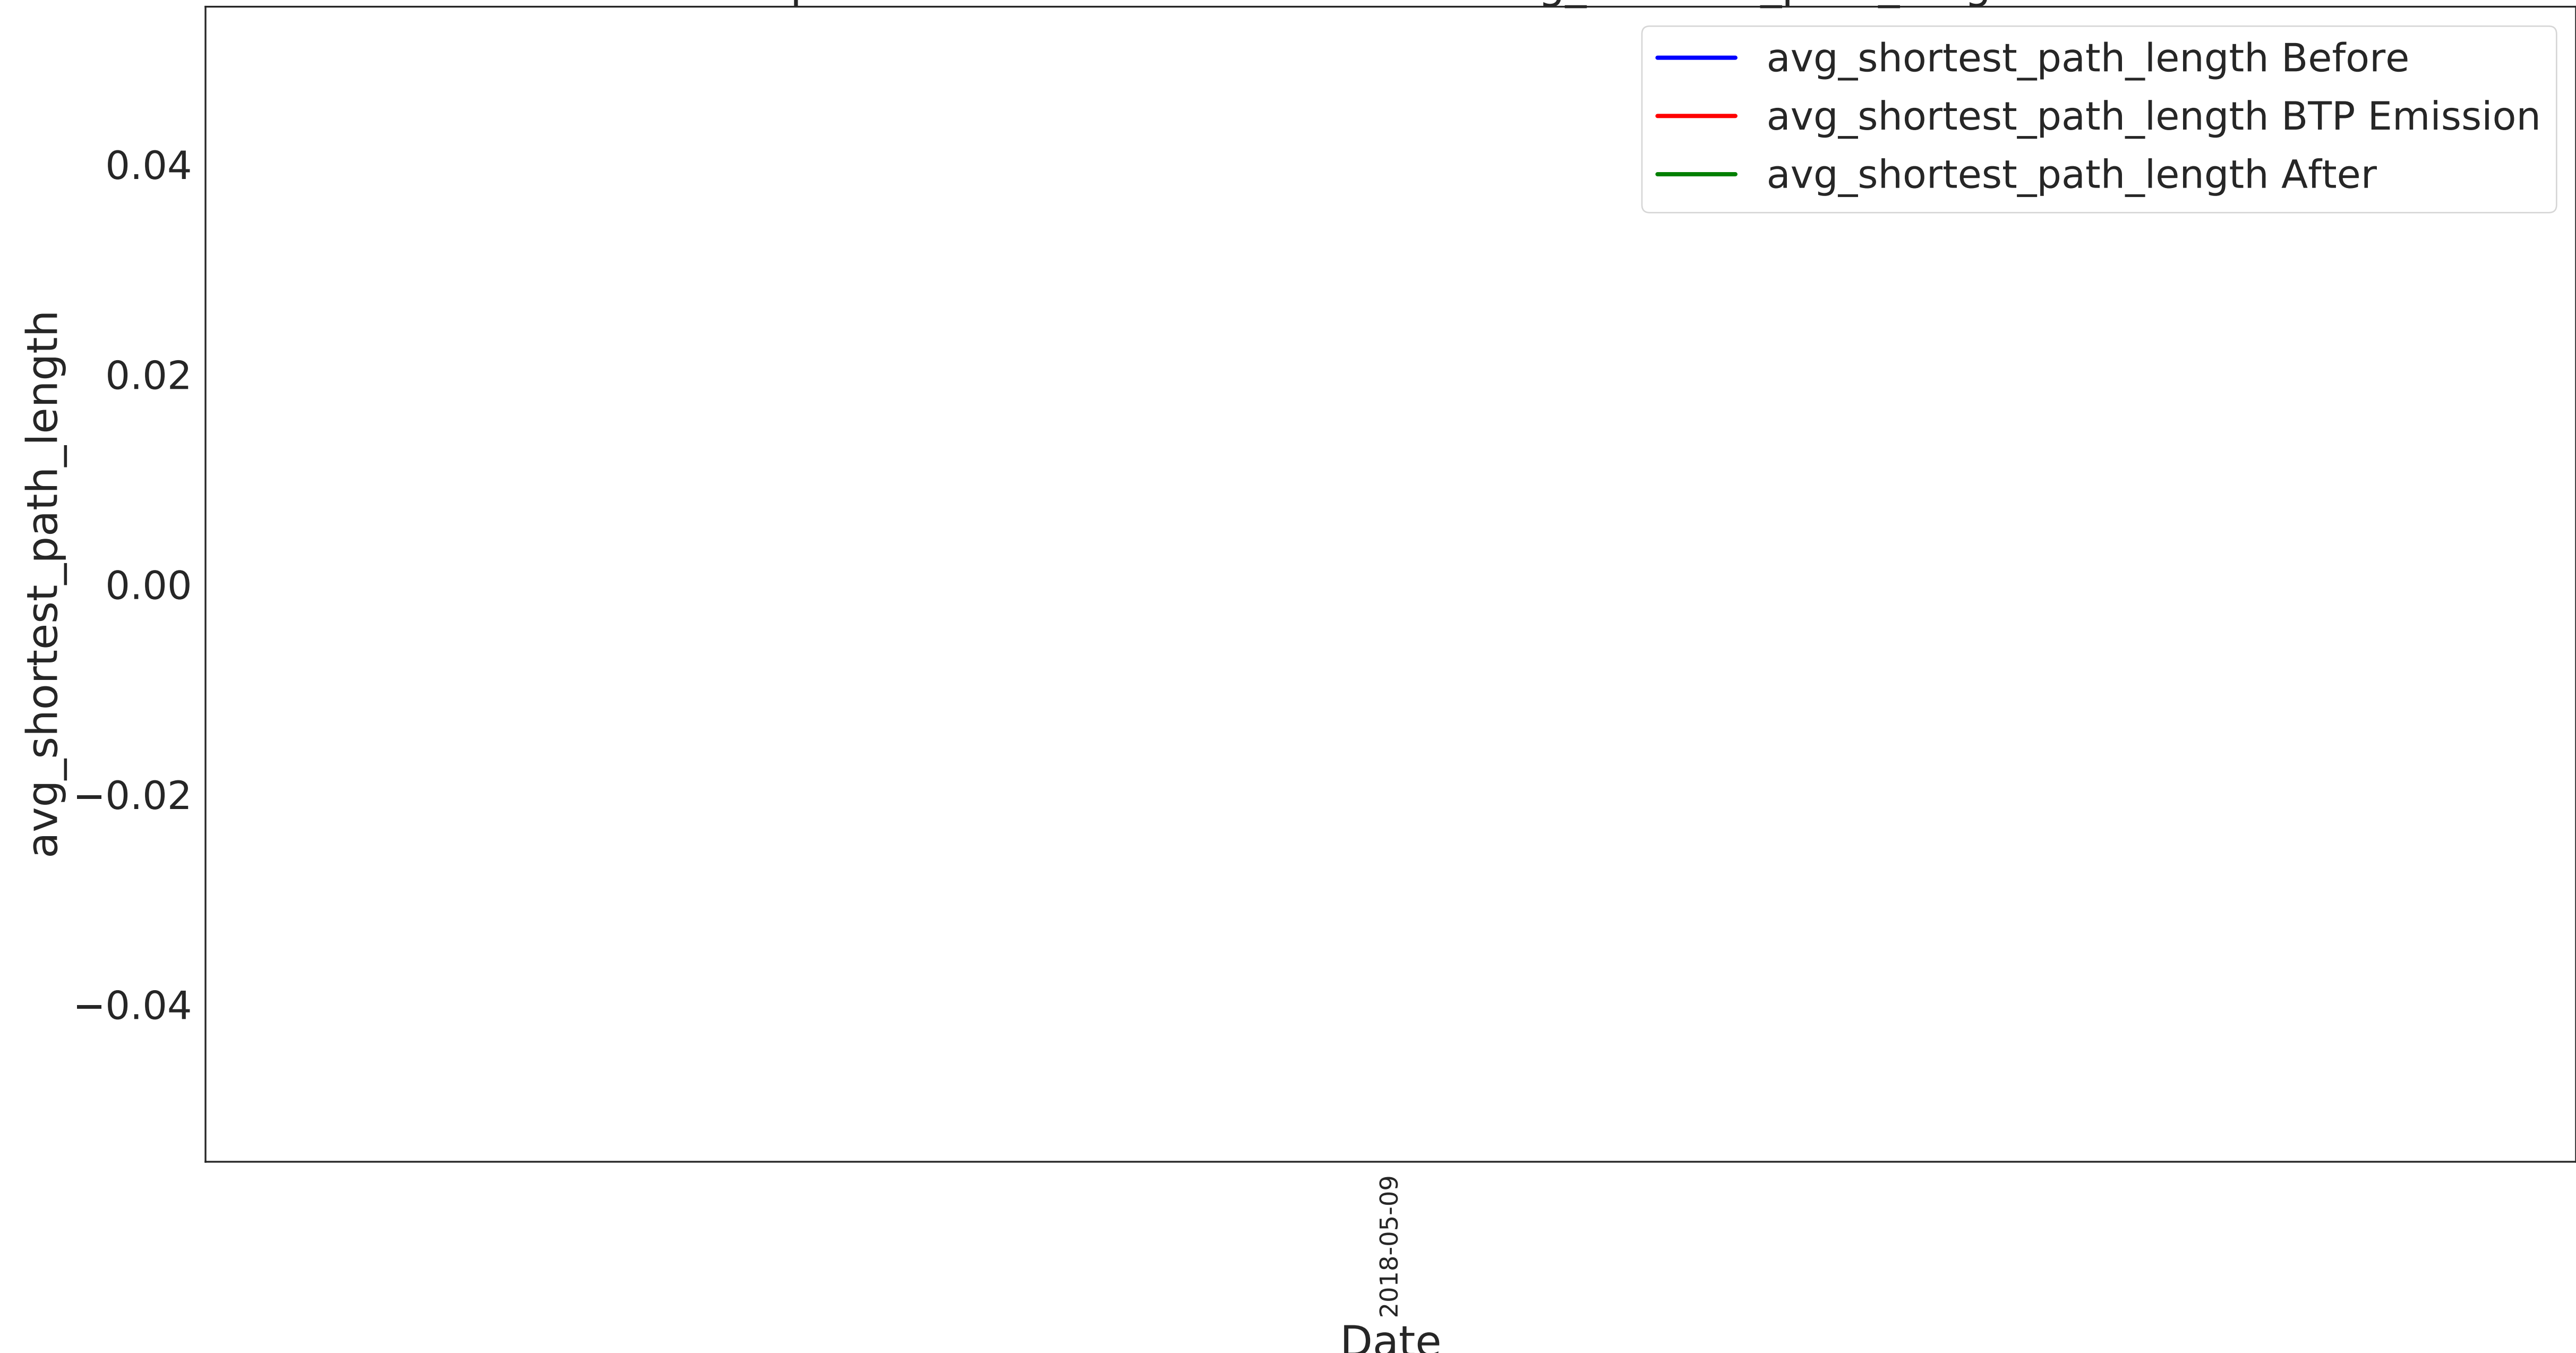 avg_shortest_path_length Before
avg_shortest_path_length BTP Emission
avg_shortest_path_length After
0.04
0.02
0.00
−0.02
−0.04
avg_shortest_path_length
2018-05-09
Date